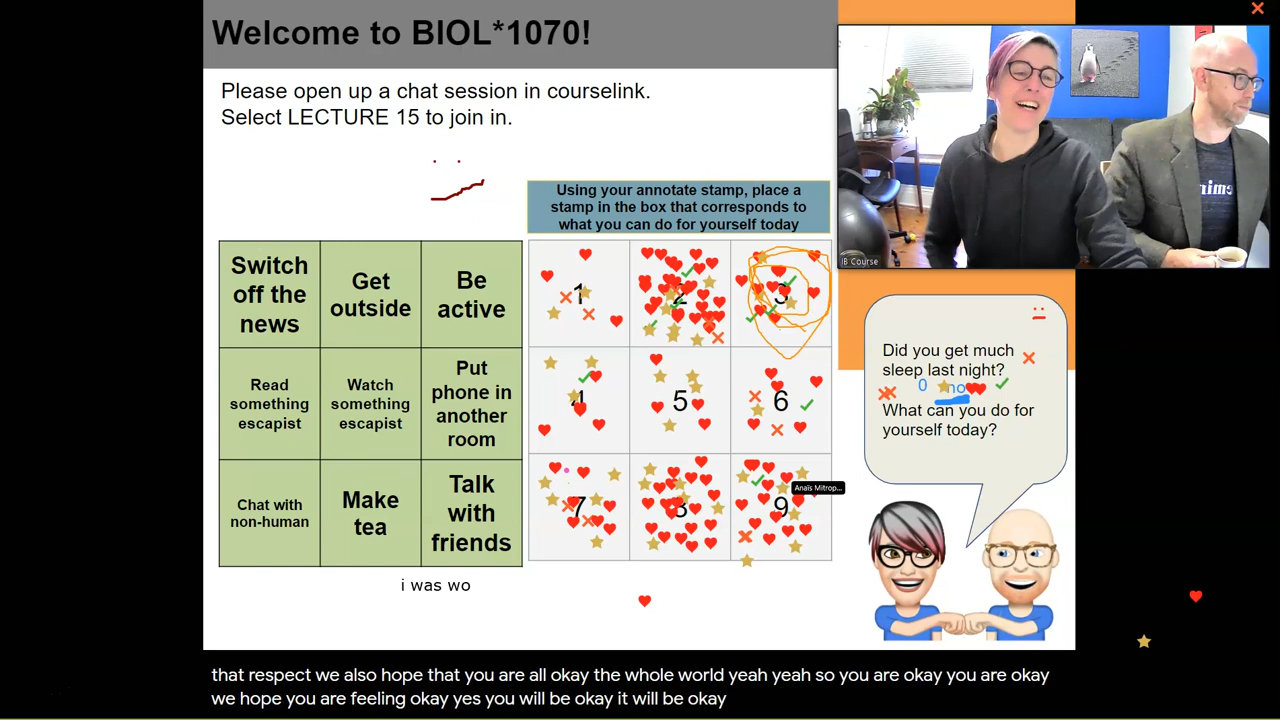 Welcome to BIOL*1070!
Please open up a chat session in courselink.
Select LECTURE 15 to join in.
Using your annotate stamp, place a
stamp in the box that corresponds to
what you can do for yourself today
Switch
off the
news
Get
outside
Be
active
1
2
3
Read
something
escapist
Watch
something
escapist
Put
phone in
another
room
4
5
6
Chat with
non-human
Make
tea
Talk
with
friends
7
8
9
Anaïs Mitrop...
i was wo
IB Course
Did you get much
sleep last night?
0 no
What can you do for
yourself today?
that respect we also hope that you are all okay the whole world yeah yeah so you are okay you are okay
we hope you are feeling okay yes you will be okay it will be okay